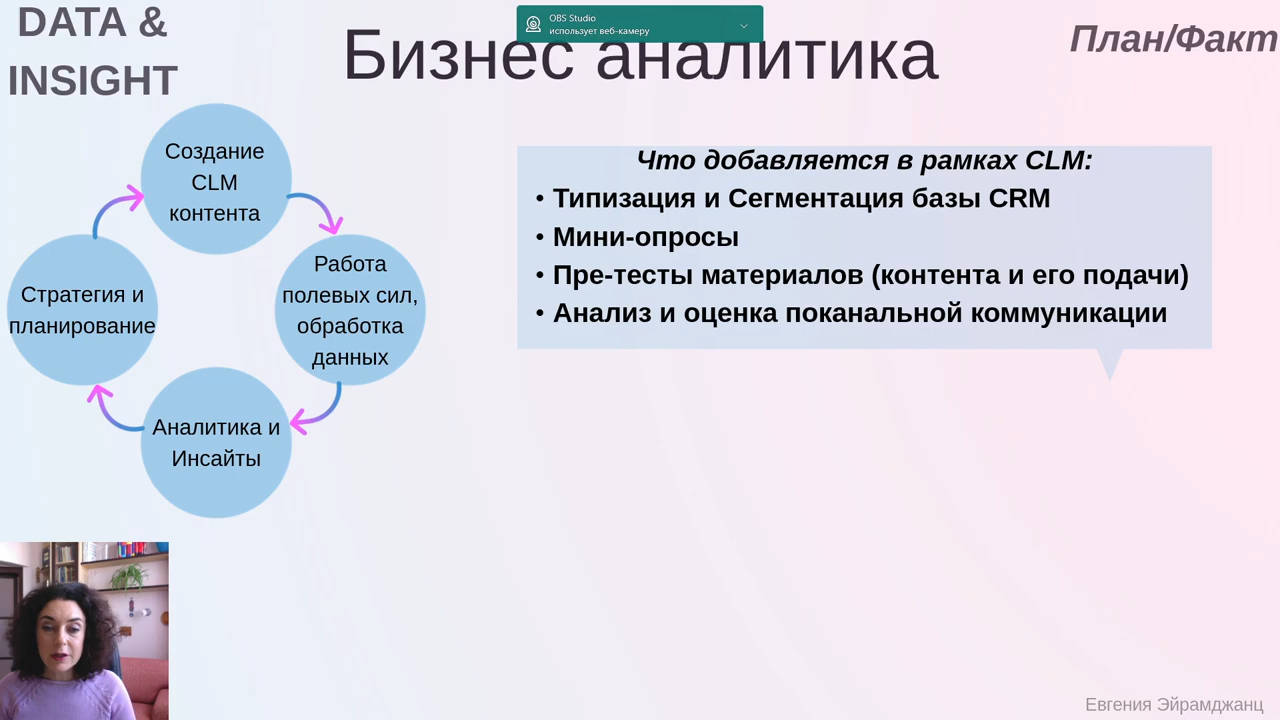 DATA &
INSIGHT
OBS Studio
использует веб-камеру
Бизнес аналитика
План/Факт
Создание
CLM
контента
Работа
полевых сил,
обработка
данных
Аналитика и
Инсайты
Стратегия и
планирование
Что добавляется в рамках CLM:
• Типизация и Сегментация базы CRM
• Мини-опросы
• Пре-тесты материалов (контента и его подачи)
• Анализ и оценка поканальной коммуникации
Евгения Эйрамджанц